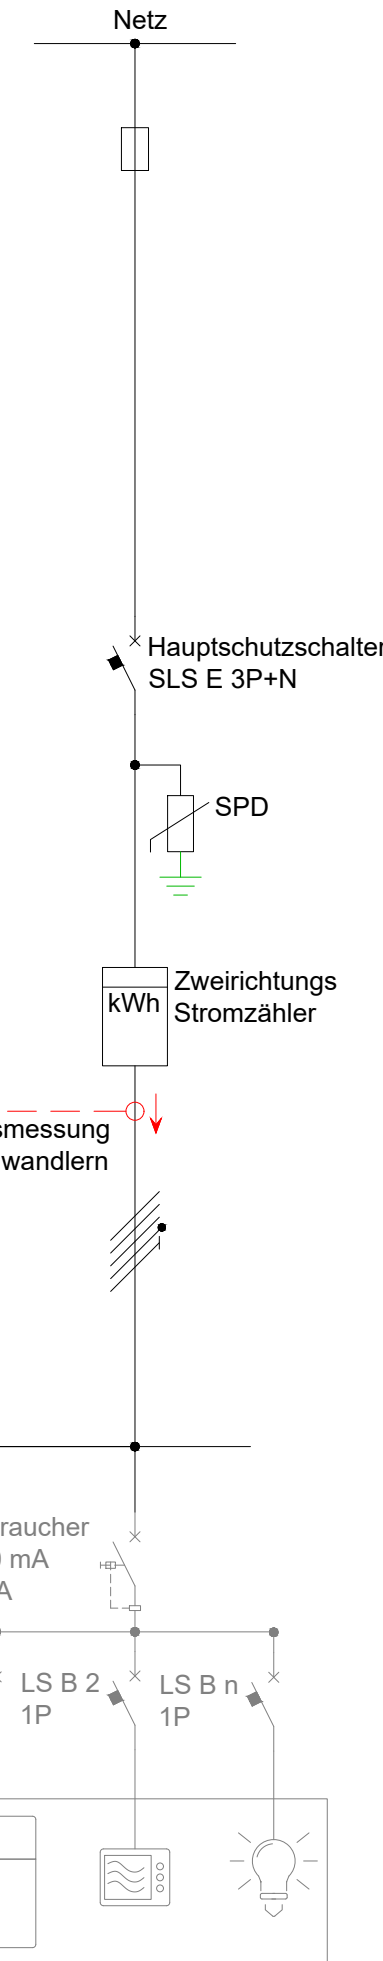 Netz
Hauptschutzschalter
SLS E 3P+N
SPD
Zweirichtungs
kWh
Stromzähler
smessung
wandlern
raucher
mA
A
LS B 2
1P
LS B n
1P